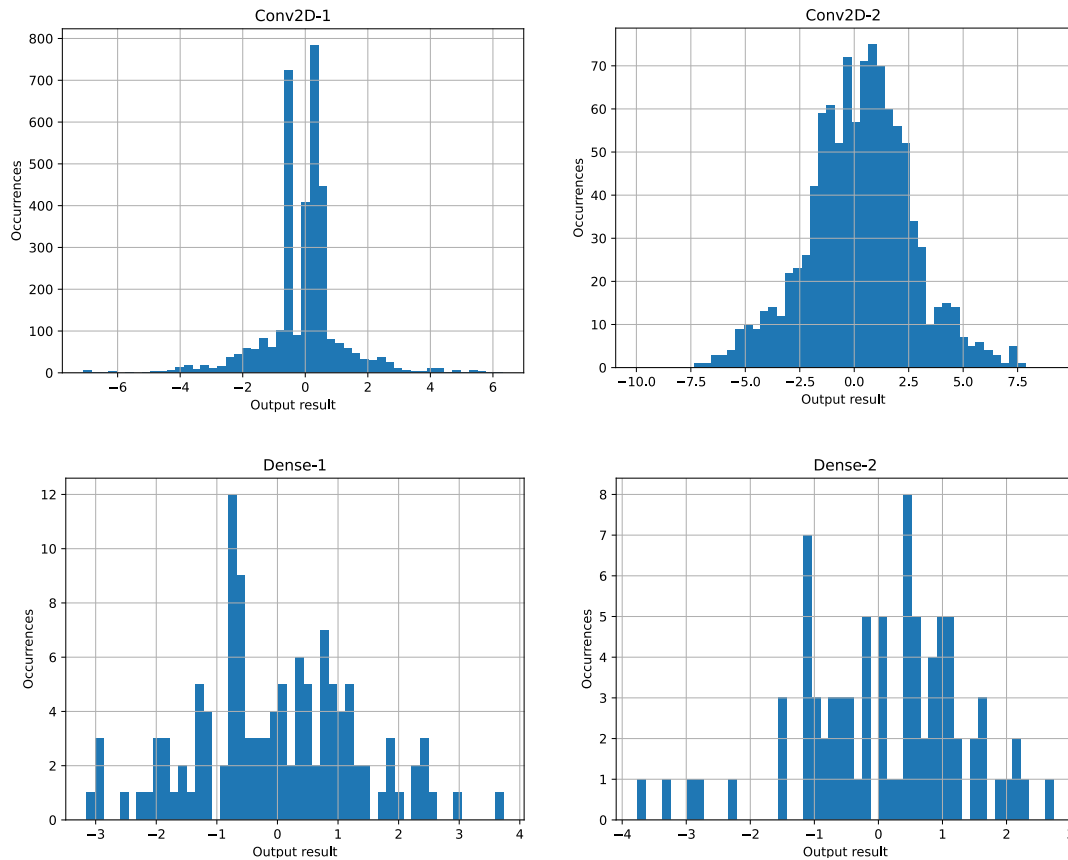 Conv2D-1
800
700
600
500
400
300
200
100
0
Occurrences
−6 −4 −2 0 2 4 6
Output result
Conv2D-2
70
60
50
40
30
20
10
0
Occurrences
−10.0 −7.5 −5.0 −2.5 0.0 2.5 5.0 7.5
Output result
Dense-1
12
10
8
6
4
2
0
Occurrences
−3 −2 −1 0 1 2 3 4
Output result
Dense-2
8
7
6
5
4
3
2
1
0
Occurrences
−4 −3 −2 −1 0 1 2
Output result